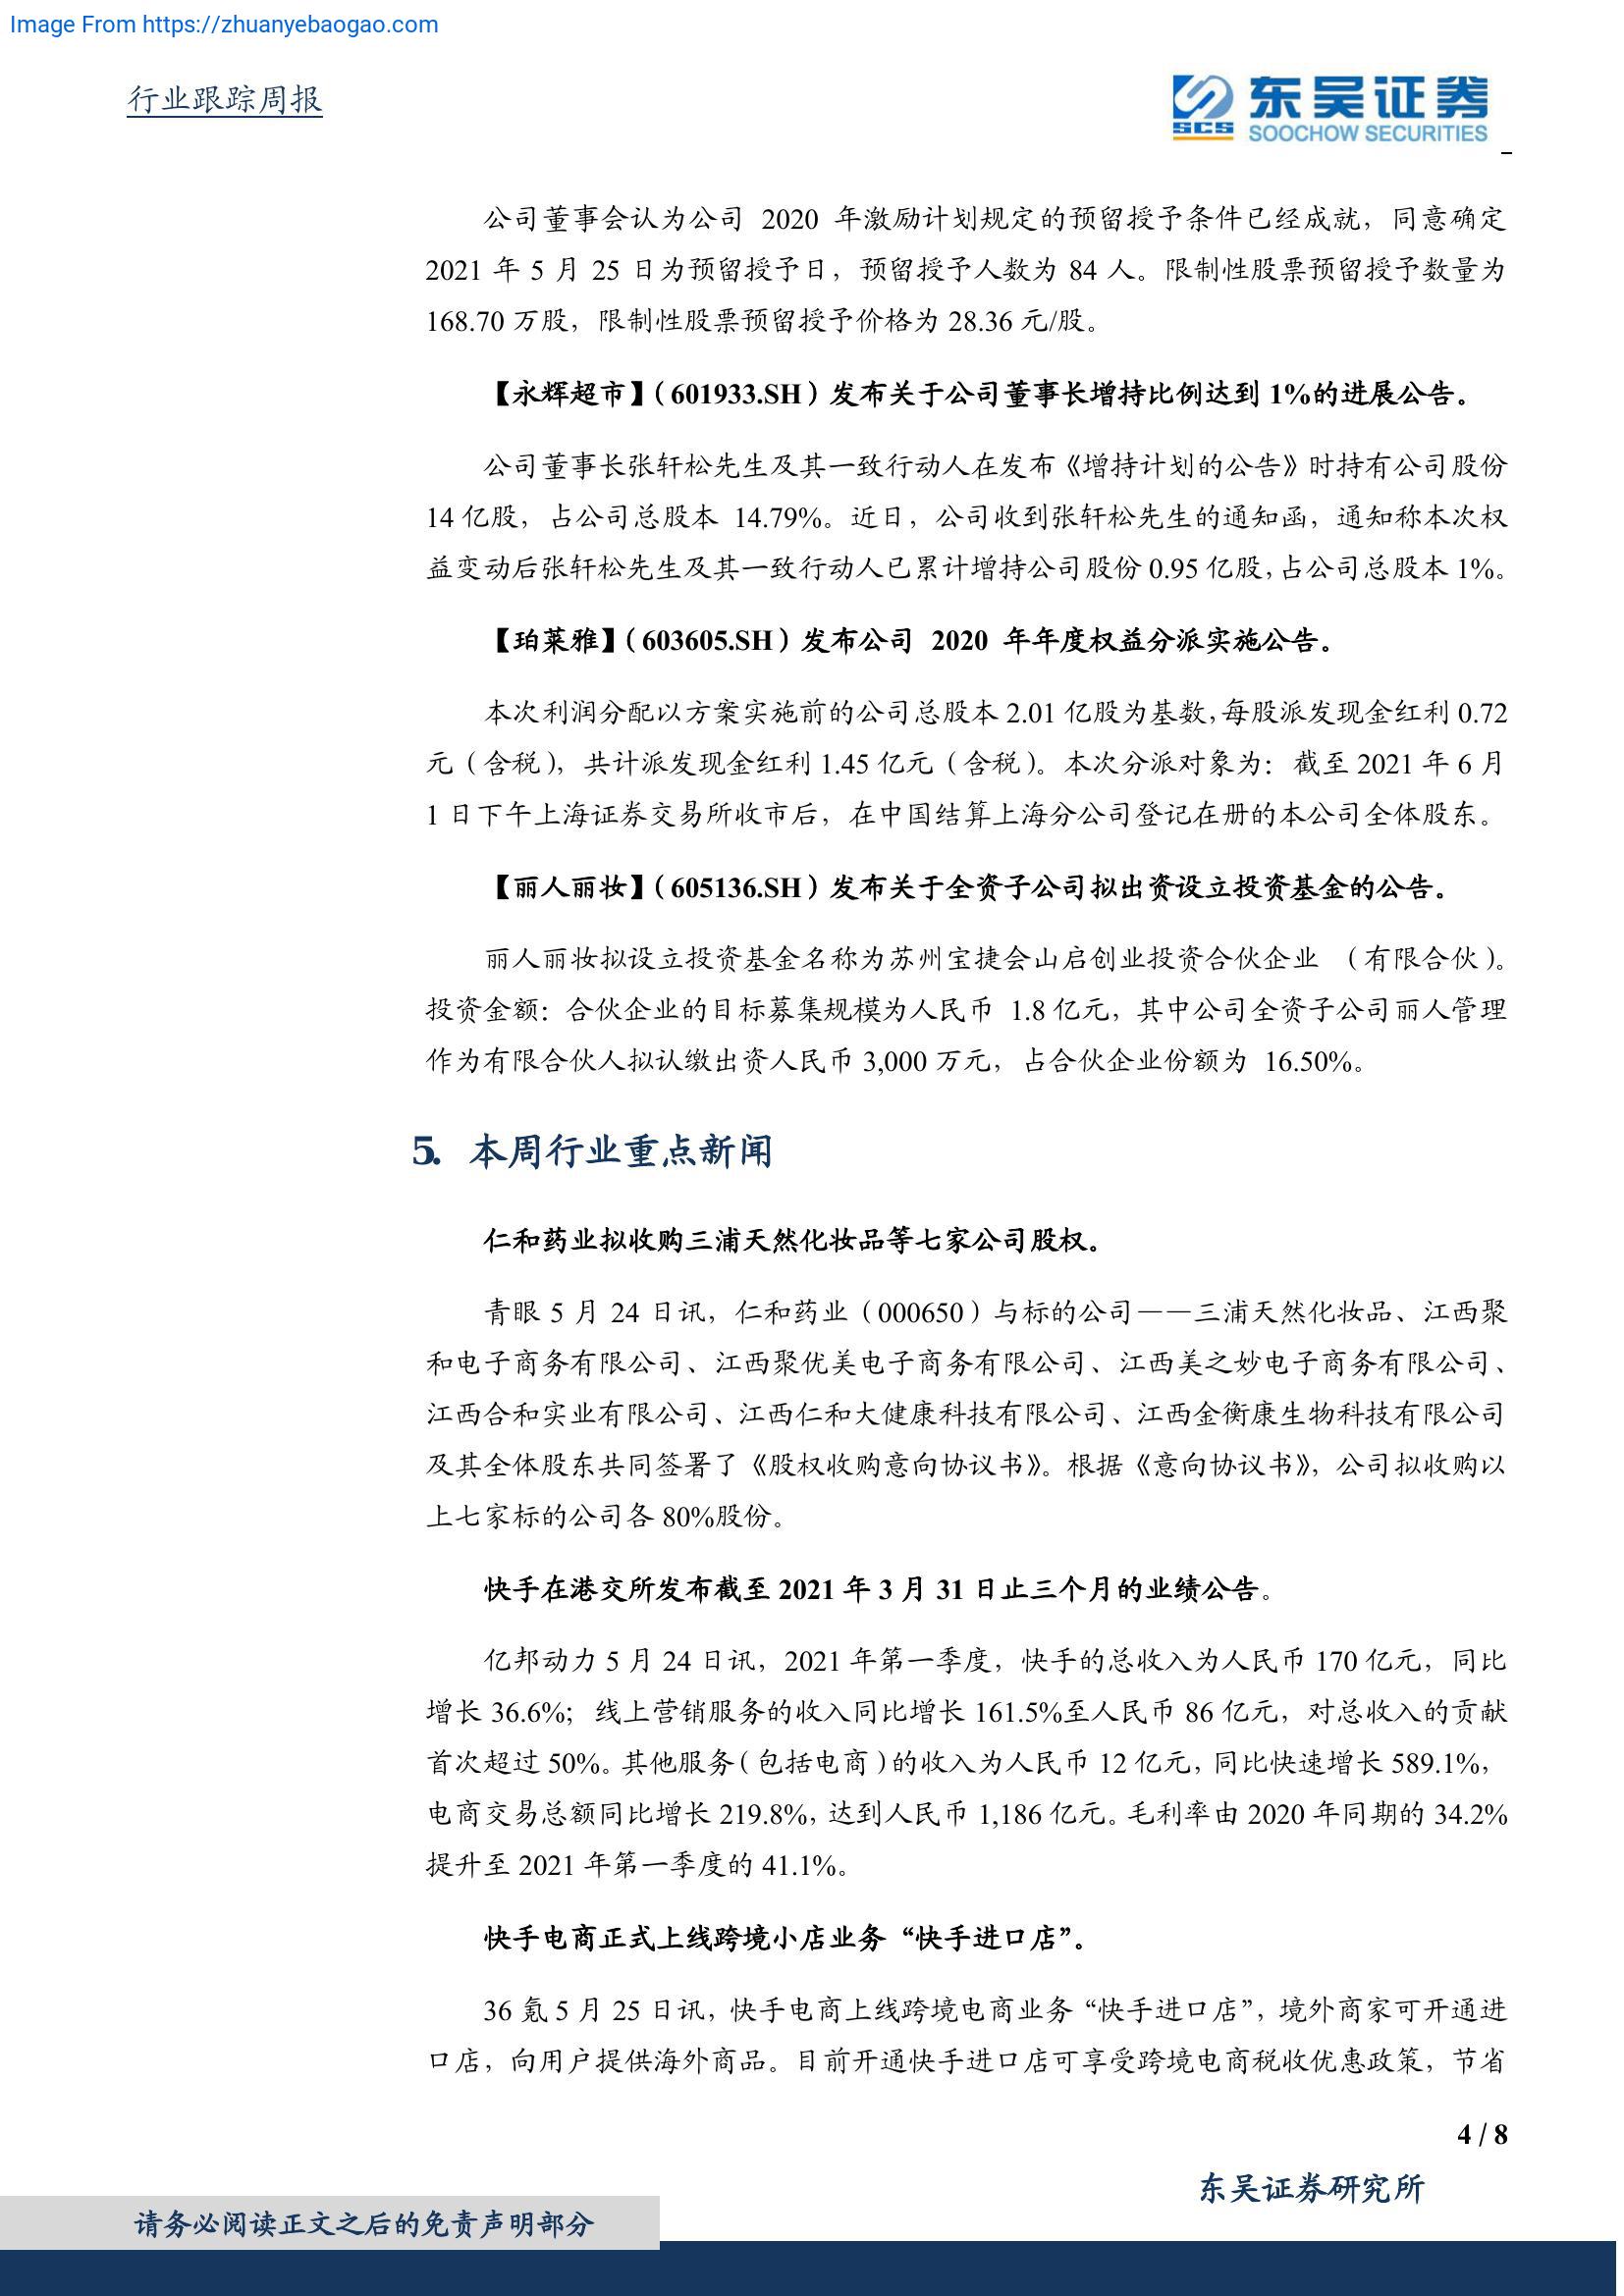 Image From https://zhuanyebaogao.com
行业跟踪周报
SCS
东吴证券
SOOCHOW SECURITIES
公司董事会认为公司 2020 年激励计划规定的预留授予条件已经成就，同意确定
2021 年 5 月 25 日为预留授予日，预留授予人数为 84 人。限制性股票预留授予数量为
168.70 万股，限制性股票预留授予价格为 28.36 元/股。
【永辉超市】（601933.SH）发布关于公司董事长增持比例达到 1%的进展公告。
公司董事长张轩松先生及其一致行动人在发布《增持计划的公告》时持有公司股份
14 亿股，占公司总股本 14.79%。近日，公司收到张轩松先生的通知函，通知称本次权
益变动后张轩松先生及其一致行动人已累计增持公司股份 0.95 亿股，占公司总股本 1%。
【珀莱雅】（603605.SH）发布公司 2020 年年度权益分派实施公告。
本次利润分配以方案实施前的公司总股本 2.01 亿股为基数，每股派发现金红利 0.72
元（含税），共计派发现金红利 1.45 亿元（含税）。本次分派对象为：截至 2021 年 6 月
1 日下午上海证券交易所收市后，在中国结算上海分公司登记在册的本公司全体股东。
【丽人丽妆】（605136.SH）发布关于全资子公司拟出资设立投资基金的公告。
丽人丽妆拟设立投资基金名称为苏州宝捷会山启创业投资合伙企业 （有限合伙）。
投资金额：合伙企业的目标募集规模为人民币 1.8 亿元，其中公司全资子公司丽人管理
作为有限合伙人拟认缴出资人民币 3,000 万元，占合伙企业份额为 16.50%。
5. 本周行业重点新闻
仁和药业拟收购三浦天然化妆品等七家公司股权。
青眼 5 月 24 日讯，仁和药业（000650）与标的公司——三浦天然化妆品、江西聚
和电子商务有限公司、江西聚优美电子商务有限公司、江西美之妙电子商务有限公司、
江西合和实业有限公司、江西仁和大健康科技有限公司、江西金衡康生物科技有限公司
及其全体股东共同签署了《股权收购意向协议书》。根据《意向协议书》，公司拟收购以
上七家标的公司各 80%股份。
快手在港交所发布截至 2021 年 3 月 31 日止三个月的业绩公告。
亿邦动力 5 月 24 日讯，2021 年第一季度，快手的总收入为人民币 170 亿元，同比
增长 36.6%；线上营销服务的收入同比增长 161.5%至人民币 86 亿元，对总收入的贡献
首次超过 50%。其他服务（包括电商）的收入为人民币 12 亿元，同比快速增长 589.1%，
电商交易总额同比增长 219.8%，达到人民币 1,186 亿元。毛利率由 2020 年同期的 34.2%
提升至 2021 年第一季度的 41.1%。
快手电商正式上线跨境小店业务“快手进口店”。
36 氪 5 月 25 日讯，快手电商上线跨境电商业务“快手进口店”，境外商家可开通进
口店，向用户提供海外商品。目前开通快手进口店可享受跨境电商税收优惠政策，节省
4 / 8
东吴证券研究所
请务必阅读正文之后的免责声明部分